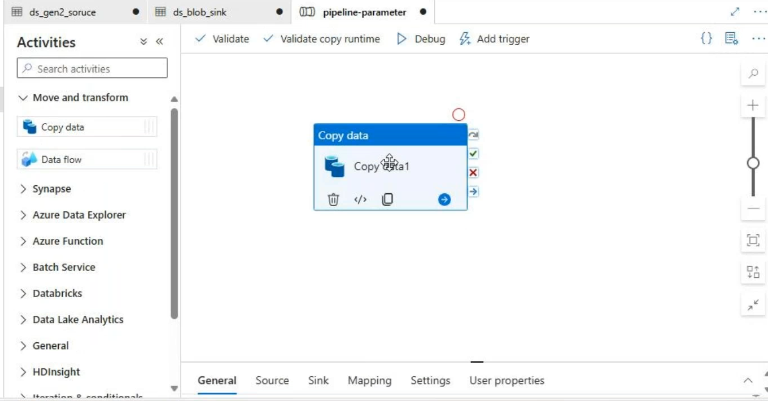 ds_gen2_soruce
ds_blob_sink
pipeline-parameter
Activities
Validate
Validate copy runtime
Debug
Add trigger
Search activities
Move and transform
Copy data
Data flow
Synapse
Azure Data Explorer
Azure Function
Batch Service
Databricks
Data Lake Analytics
General
HDInsight
Iteration & conditionals
Copy data
Copy data1
General
Source
Sink
Mapping
Settings
User properties